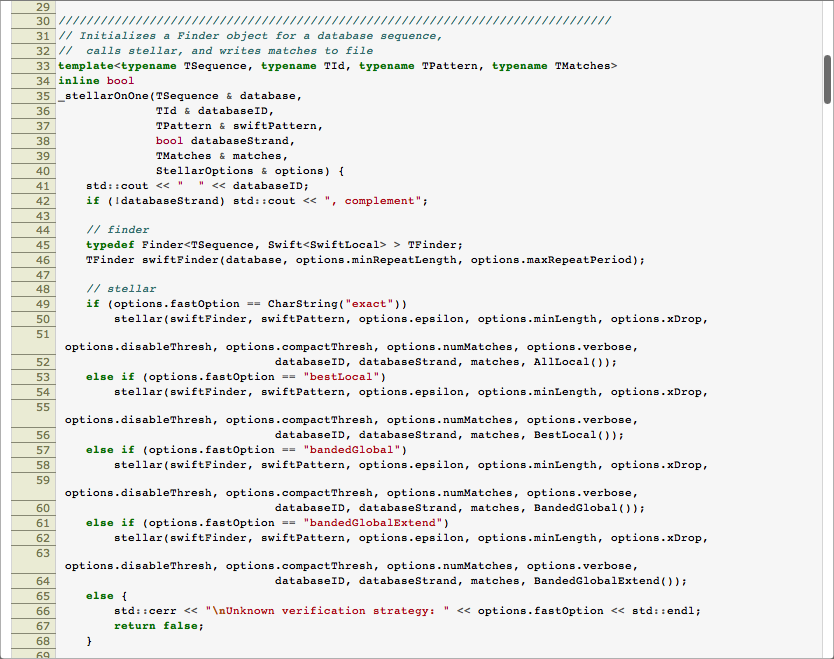 29
30 ///////////////////////////////////////////////////////////////////////////////
31 // Initializes a Finder object for a database sequence,
32 //  calls stellar, and writes matches to file
33 template<typename TSequence, typename TId, typename TPattern, typename TMatches>
34 inline bool
35 _stellarOnOne(TSequence & database,
36               TId & databaseID,
37               TPattern & swiftPattern,
38               bool databaseStrand,
39               TMatches & matches,
40               StellarOptions & options) {
41     std::cout << "  " << databaseID;
42     if (!databaseStrand) std::cout << ", complement";
43
44     // finder
45     typedef Finder<TSequence, Swift<SwiftLocal> > TFinder;
46     TFinder swiftFinder(database, options.minRepeatLength, options.maxRepeatPeriod);
47
48     // stellar
49     if (options.fastOption == CharString("exact"))
50         stellar(swiftFinder, swiftPattern, options.epsilon, options.minLength, options.xDrop,
51
options.disableThresh, options.compactThresh, options.numMatches, options.verbose,
52                                databaseID, databaseStrand, matches, AllLocal());
53     else if (options.fastOption == "bestLocal")
54         stellar(swiftFinder, swiftPattern, options.epsilon, options.minLength, options.xDrop,
55
options.disableThresh, options.compactThresh, options.numMatches, options.verbose,
56                                databaseID, databaseStrand, matches, BestLocal());
57     else if (options.fastOption == "bandedGlobal")
58         stellar(swiftFinder, swiftPattern, options.epsilon, options.minLength, options.xDrop,
59
options.disableThresh, options.compactThresh, options.numMatches, options.verbose,
60                                databaseID, databaseStrand, matches, BandedGlobal());
61     else if (options.fastOption == "bandedGlobalExtend")
62         stellar(swiftFinder, swiftPattern, options.epsilon, options.minLength, options.xDrop,
63
options.disableThresh, options.compactThresh, options.numMatches, options.verbose,
64                                databaseID, databaseStrand, matches, BandedGlobalExtend());
65     else {
66         std::cerr << "\nUnknown verification strategy: " << options.fastOption << std::endl;
67         return false;
68     }
69